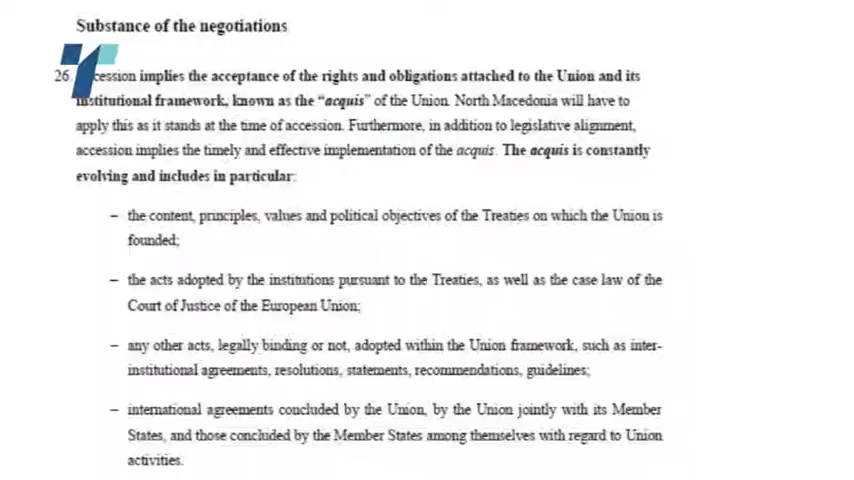 Substance of the negotiations
26. cession implies the acceptance of the rights and obligations attached to the Union and its
institutional framework, known as the “acquis” of the Union. North Macedonia will have to
apply this as it stands at the time of accession. Furthermore, in addition to legislative alignment,
accession implies the timely and effective implementation of the acquis. The acquis is constantly
evolving and includes in particular:
– the content, principles, values and political objectives of the Treaties on which the Union is
founded;
– the acts adopted by the institutions pursuant to the Treaties, as well as the case law of the
Court of Justice of the European Union;
– any other acts, legally binding or not, adopted within the Union framework, such as inter-
institutional agreements, resolutions, statements, recommendations, guidelines;
– international agreements concluded by the Union, by the Union jointly with its Member
States, and those concluded by the Member States among themselves with regard to Union
activities.